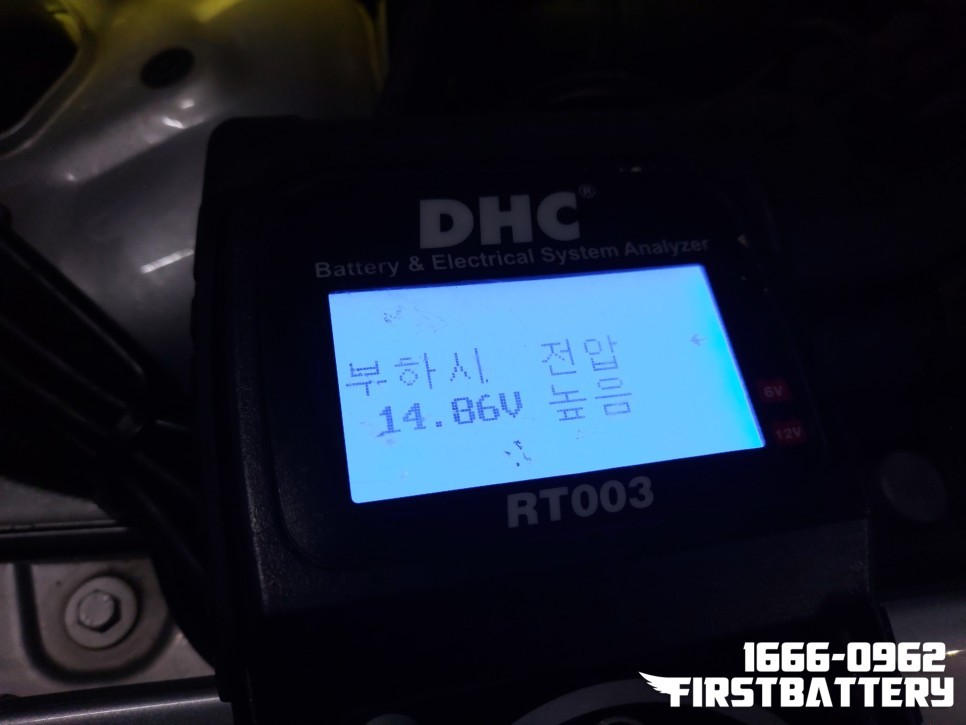 DHC®
Battery & Electrical System Analyzer
부하시 전압 ←
14.86V 높음
6V
12V
RT003
1666-0962
FIRSTBATTERY